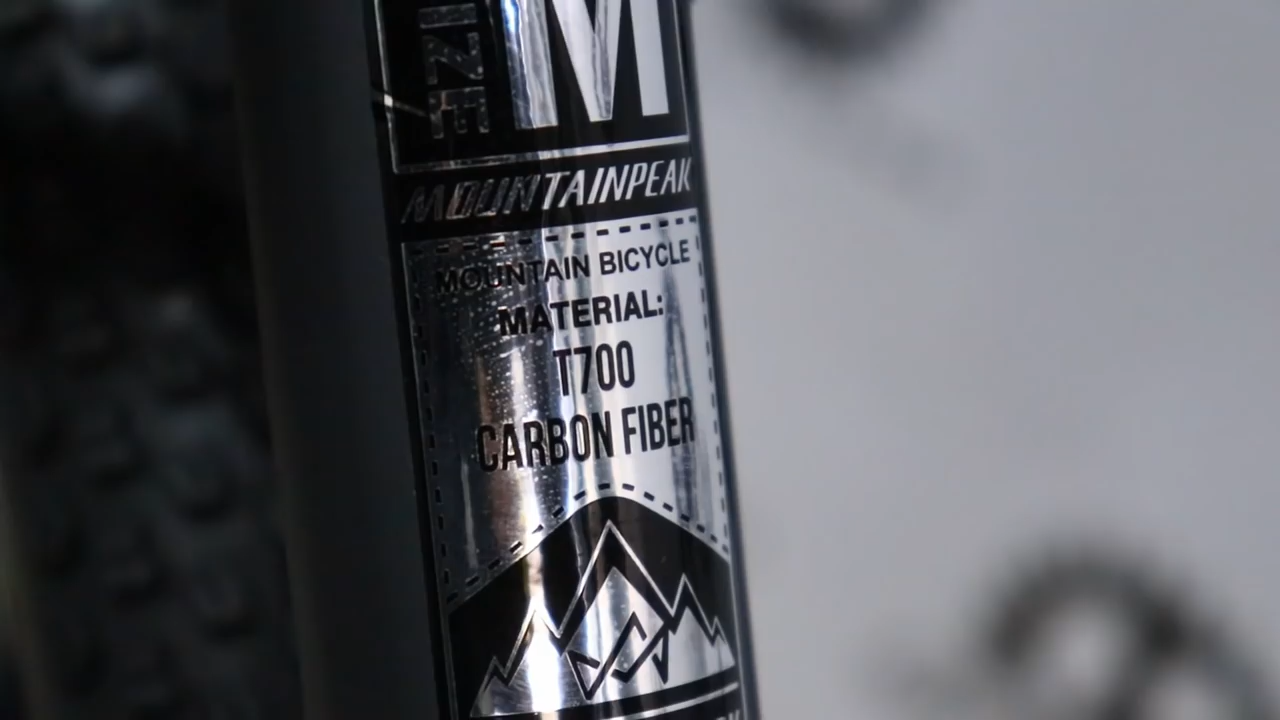 M
MOUNTAINPEAK
MOUNTAIN BICYCLE
MATERIAL:
T700
CARBON FIBER